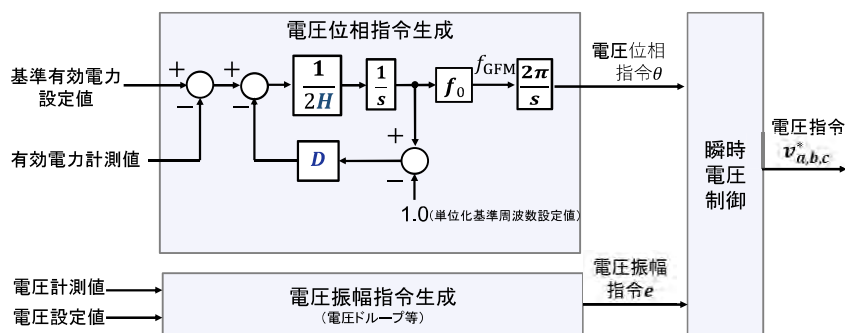 電圧位相指令生成
基準有効電力
設定値
+
−
+
−
1
2H
1
s
f0
fGFM
2π
s
電圧位相
指令θ
有効電力計測値
D
+
−
1.0(単位化基準周波数設定値)
瞬時
電圧
制御
電圧指令
v*a,b,c
電圧計測値
電圧設定値
電圧振幅指令生成
(電圧ドループ等)
電圧振幅
指令e